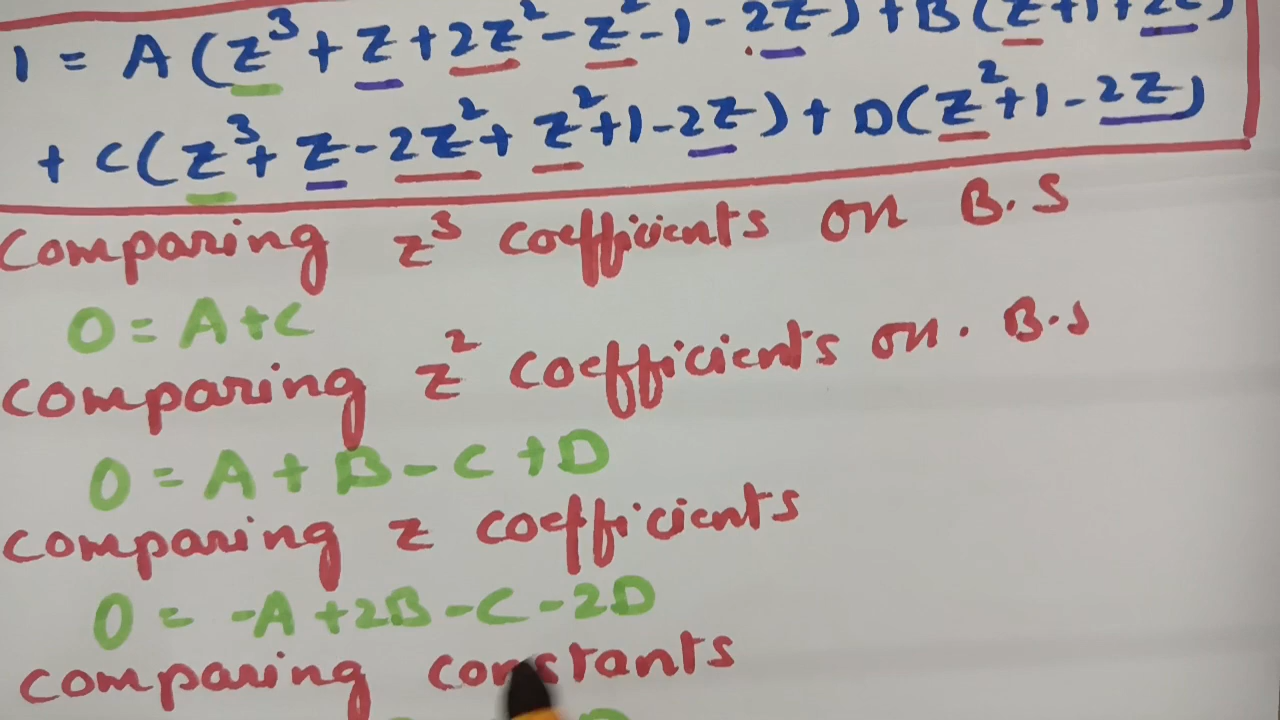 1 = A (z³ + z + 2z² - z² - 1 - 2z) + B (z² + 1 + 2z)
+ C (z³ + z - 2z² + z² + 1 - 2z) + D (z² + 1 - 2z)
Comparing z³ coefficients on B.S
0 = A + C
Comparing z² coefficients on . B.S
0 = A + B - C + D
Comparing z coefficients
0 = -A + 2B - C - 2D
Comparing constants